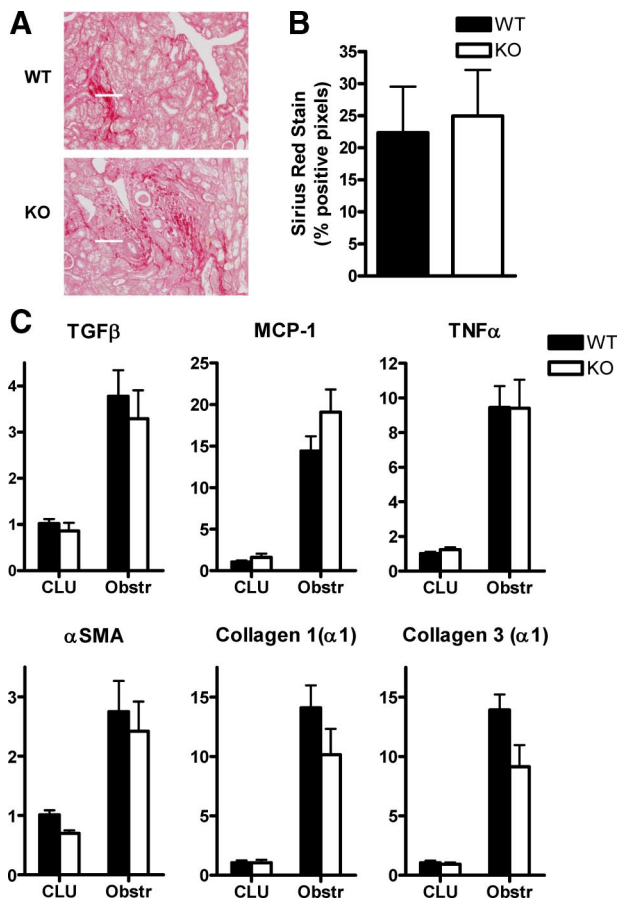 A
WT
KO
B
WT
KO
Sirius Red Stain
(% positive pixels)
35
30
25
20
15
10
5
0
C
TGFβ
4
3
2
1
0
CLU Obstr
MCP-1
25
20
15
10
5
0
CLU Obstr
TNFα
12
10
8
6
4
2
0
CLU Obstr
WT
KO
αSMA
3
2
1
0
CLU Obstr
Collagen 1(α1)
15
10
5
0
CLU Obstr
Collagen 3 (α1)
15
10
5
0
CLU Obstr